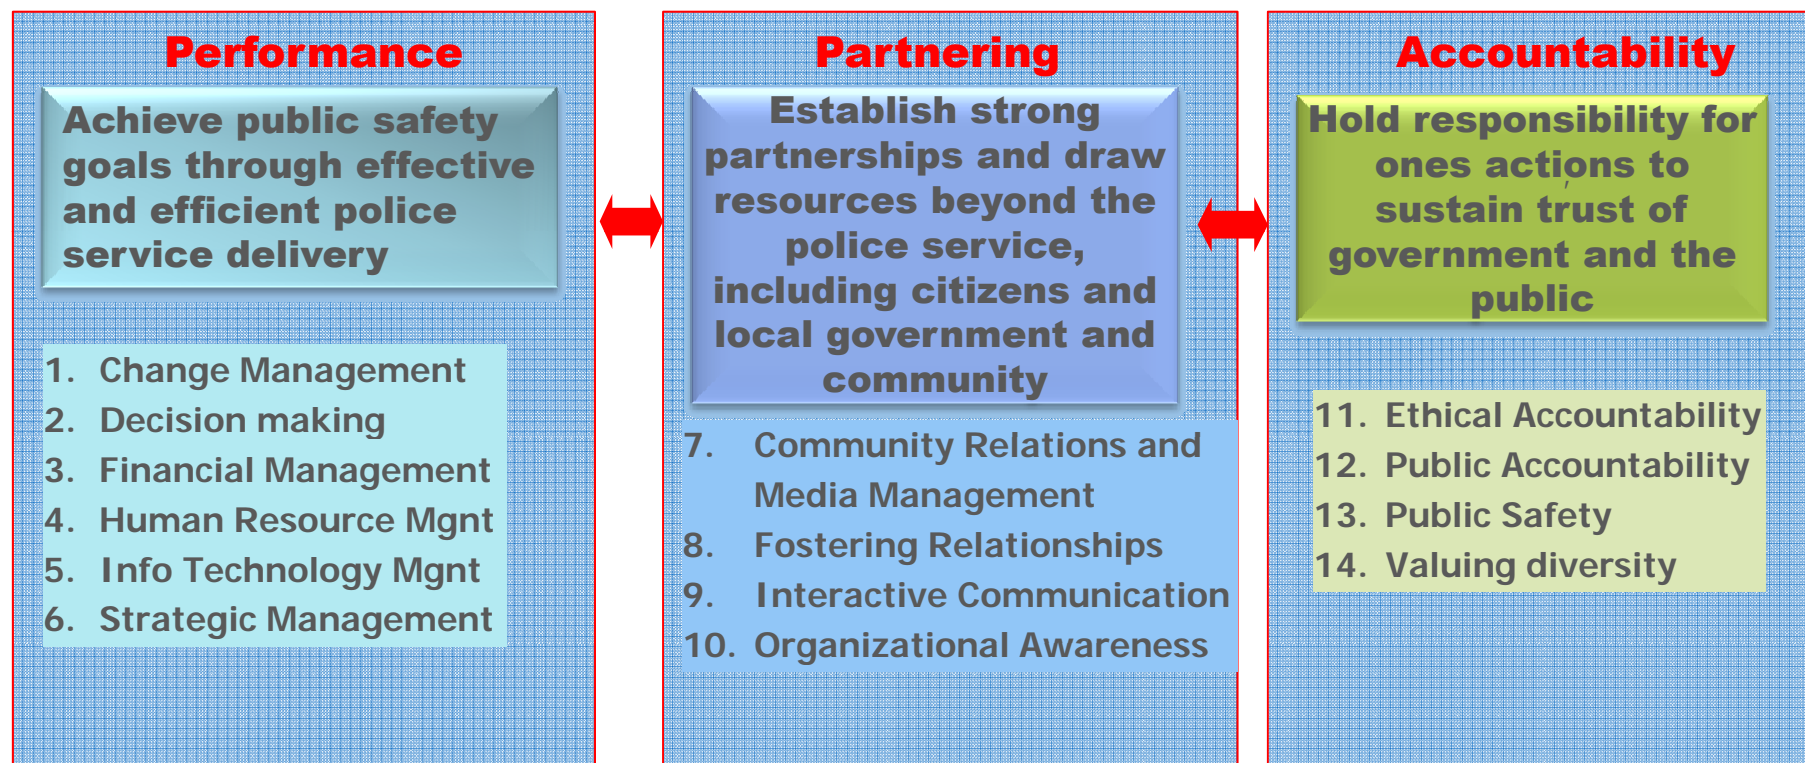 Performance
Achieve public safety
goals through effective
and efficient police
service delivery
1. Change Management
2. Decision making
3. Financial Management
4. Human Resource Mgnt
5. Info Technology Mgnt
6. Strategic Management
Partnering
Establish strong
partnerships and draw
resources beyond the
police service,
including citizens and
local government and
community
7. Community Relations and
Media Management
8. Fostering Relationships
9. Interactive Communication
10. Organizational Awareness
Accountability
Hold responsibility for
ones actions to
sustain trust of
government and the
public
11. Ethical Accountability
12. Public Accountability
13. Public Safety
14. Valuing diversity